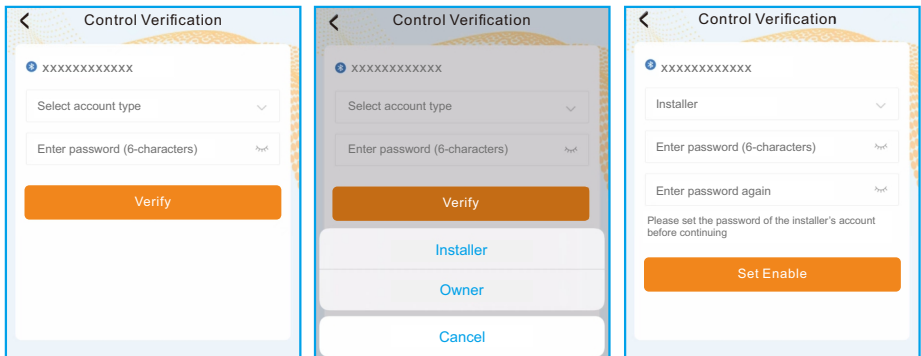 Control Verification
xxxxxxxxxxxx
Select account type
Enter password (6-characters)
Verify
Control Verification
xxxxxxxxxxxx
Select account type
Enter password (6-characters)
Verify
Installer
Owner
Cancel
Control Verification
xxxxxxxxxxxx
Installer
Enter password (6-characters)
Enter password again
Please set the password of the installer's account
before continuing
Set Enable